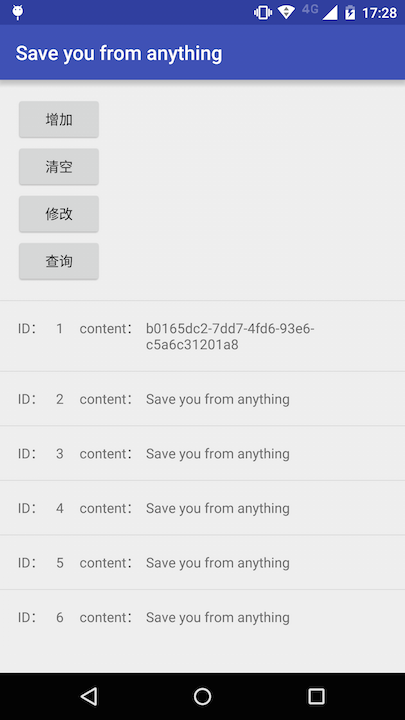 4G 17:28
Save you from anything
增加
清空
修改
查询
ID： 1 content： b0165dc2-7dd7-4fd6-93e6-
c5a6c31201a8
ID： 2 content： Save you from anything
ID： 3 content： Save you from anything
ID： 4 content： Save you from anything
ID： 5 content： Save you from anything
ID： 6 content： Save you from anything